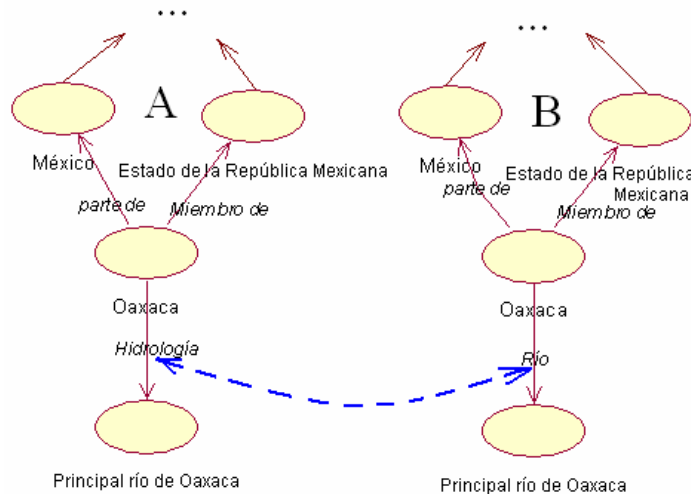 ...
...
A
B
México
Estado de la República Mexicana
México
Estado de la República
Mexicana
parte de
Miembro de
parte de
Miembro de
Oaxaca
Oaxaca
Hidrología
Río
Principal río de Oaxaca
Principal río de Oaxaca